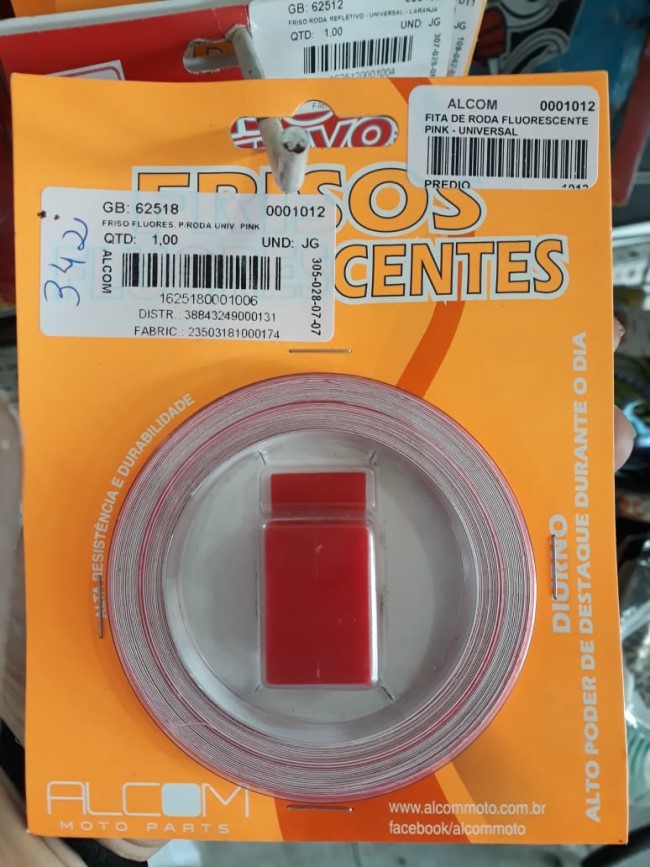 GB: 62512
FRISO RODA REFLETIVO - UNIVERSAL - LARANJA
QTD: 1,00 UND: JG
1625120001004
ALCOM 0001012
FITA DE RODA FLUORESCENTE
PINK - UNIVERSAL
PREDIO 1012
GB: 62518 0001012
FRISO FLUORES. P/RODA UNIV. PINK
QTD: 1,00 UND: JG
ALCOM
1625180001006
DISTR.: 38843249000131
FABRIC.: 23503181000174
305-028-07-07
342
FRISOS
CENTES
ALTA RESISTÊNCIA E DURABILIDADE
DIURNO
ALTO PODER DE DESTAQUE DURANTE O DIA
ALCOM
MOTO PARTS
www.alcommoto.com.br
facebook/alcommoto